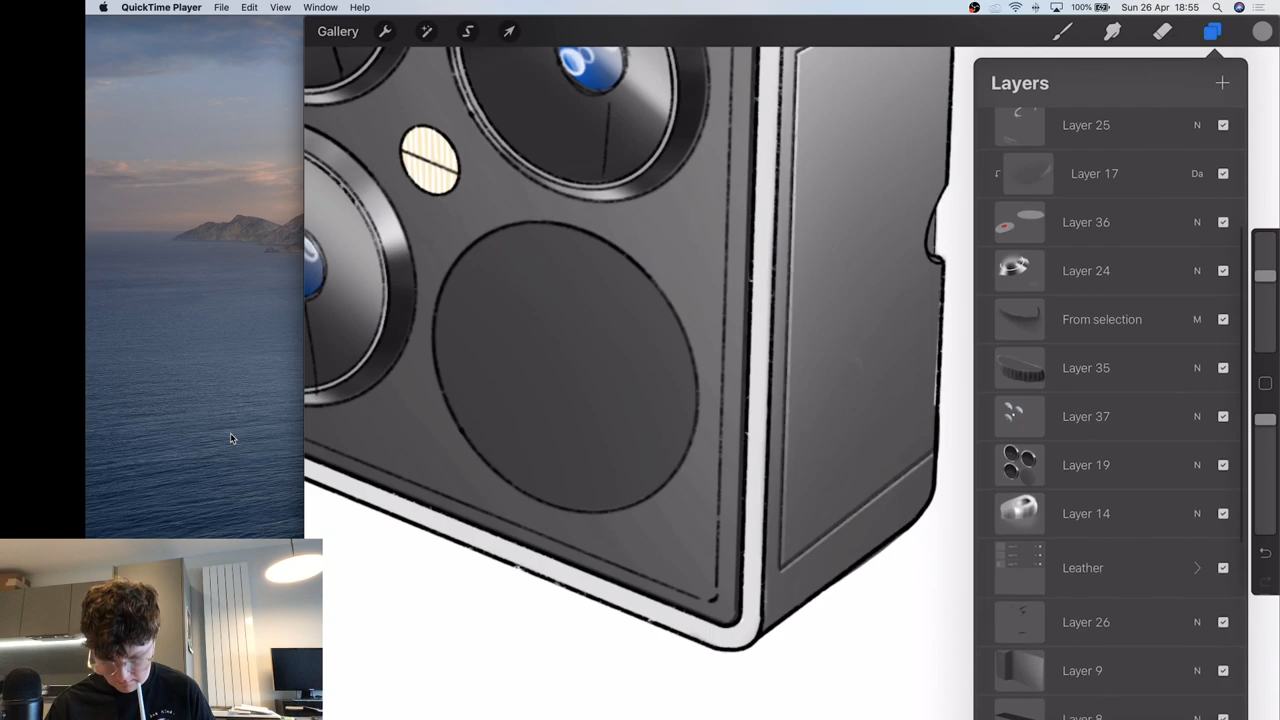 QuickTime Player File Edit View Window Help 100% Sun 26 Apr 18:55
Gallery
Layers
Layer 25 N
Layer 17 Da
Layer 36 N
Layer 24 N
From selection M
Layer 35 N
Layer 37 N
Layer 19 N
Layer 14 N
Leather
Layer 26 N
Layer 9 N
Layer 8